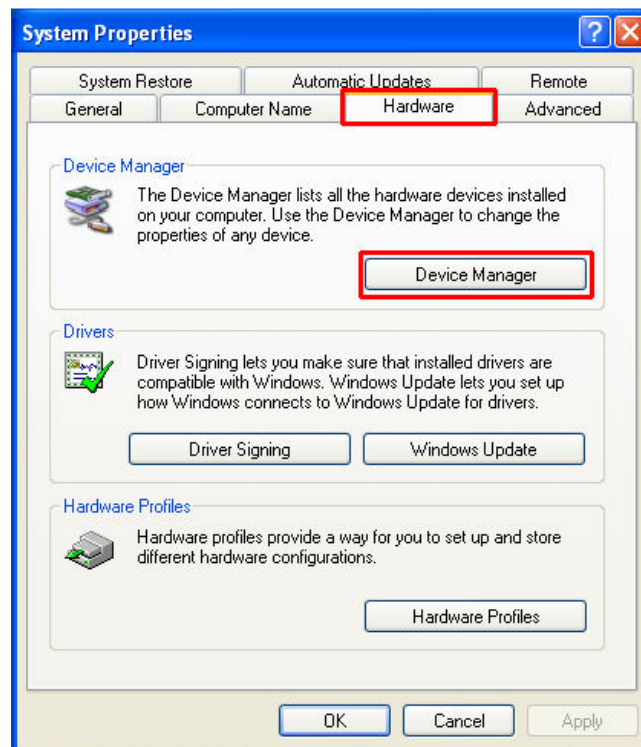 System Properties
System Restore
Automatic Updates
Remote
General
Computer Name
Hardware
Advanced
Device Manager
The Device Manager lists all the hardware devices installed
on your computer. Use the Device Manager to change the
properties of any device.
Device Manager
Drivers
Driver Signing lets you make sure that installed drivers are
compatible with Windows. Windows Update lets you set up
how Windows connects to Windows Update for drivers.
Driver Signing
Windows Update
Hardware Profiles
Hardware profiles provide a way for you to set up and store
different hardware configurations.
Hardware Profiles
OK
Cancel
Apply